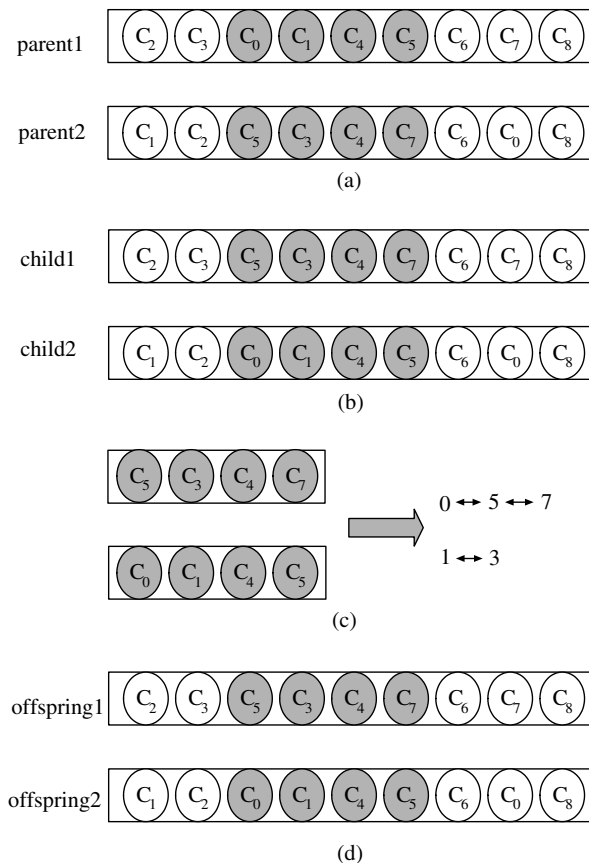 parent1 C2 C3 C0 C1 C4 C5 C6 C7 C8
parent2 C1 C2 C5 C3 C4 C7 C6 C0 C8
(a)
child1 C2 C3 C5 C3 C4 C7 C6 C7 C8
child2 C1 C2 C0 C1 C4 C5 C6 C0 C8
(b)
C5 C3 C4 C7
0 ↔ 5 ↔ 7
1 ↔ 3
C0 C1 C4 C5
(c)
offspring1 C2 C3 C5 C3 C4 C7 C6 C7 C8
offspring2 C1 C2 C0 C1 C4 C5 C6 C0 C8
(d)